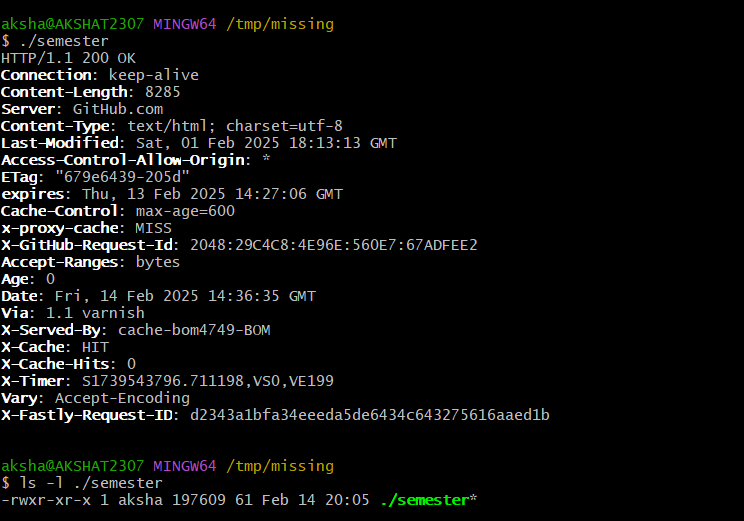 aksha@AKSHAT2307 MINGW64 /tmp/missing
$ ./semester
HTTP/1.1 200 OK
Connection: keep-alive
Content-Length: 8285
Server: GitHub.com
Content-Type: text/html; charset=utf-8
Last-Modified: Sat, 01 Feb 2025 18:13:13 GMT
Access-Control-Allow-Origin: *
ETag: "679e6439-205d"
expires: Thu, 13 Feb 2025 14:27:06 GMT
Cache-Control: max-age=600
x-proxy-cache: MISS
X-GitHub-Request-Id: 2048:29C4C8:4E96E:560E7:67ADFEE2
Accept-Ranges: bytes
Age: 0
Date: Fri, 14 Feb 2025 14:36:35 GMT
Via: 1.1 varnish
X-Served-By: cache-bom4749-BOM
X-Cache: HIT
X-Cache-Hits: 0
X-Timer: S1739543796.711198,VS0,VE199
Vary: Accept-Encoding
X-Fastly-Request-ID: d2343a1bfa34eeeda5de6434c643275616aaed1b
aksha@AKSHAT2307 MINGW64 /tmp/missing
$ ls -l ./semester
-rwxr-xr-x 1 aksha 197609 61 Feb 14 20:05 ./semester*